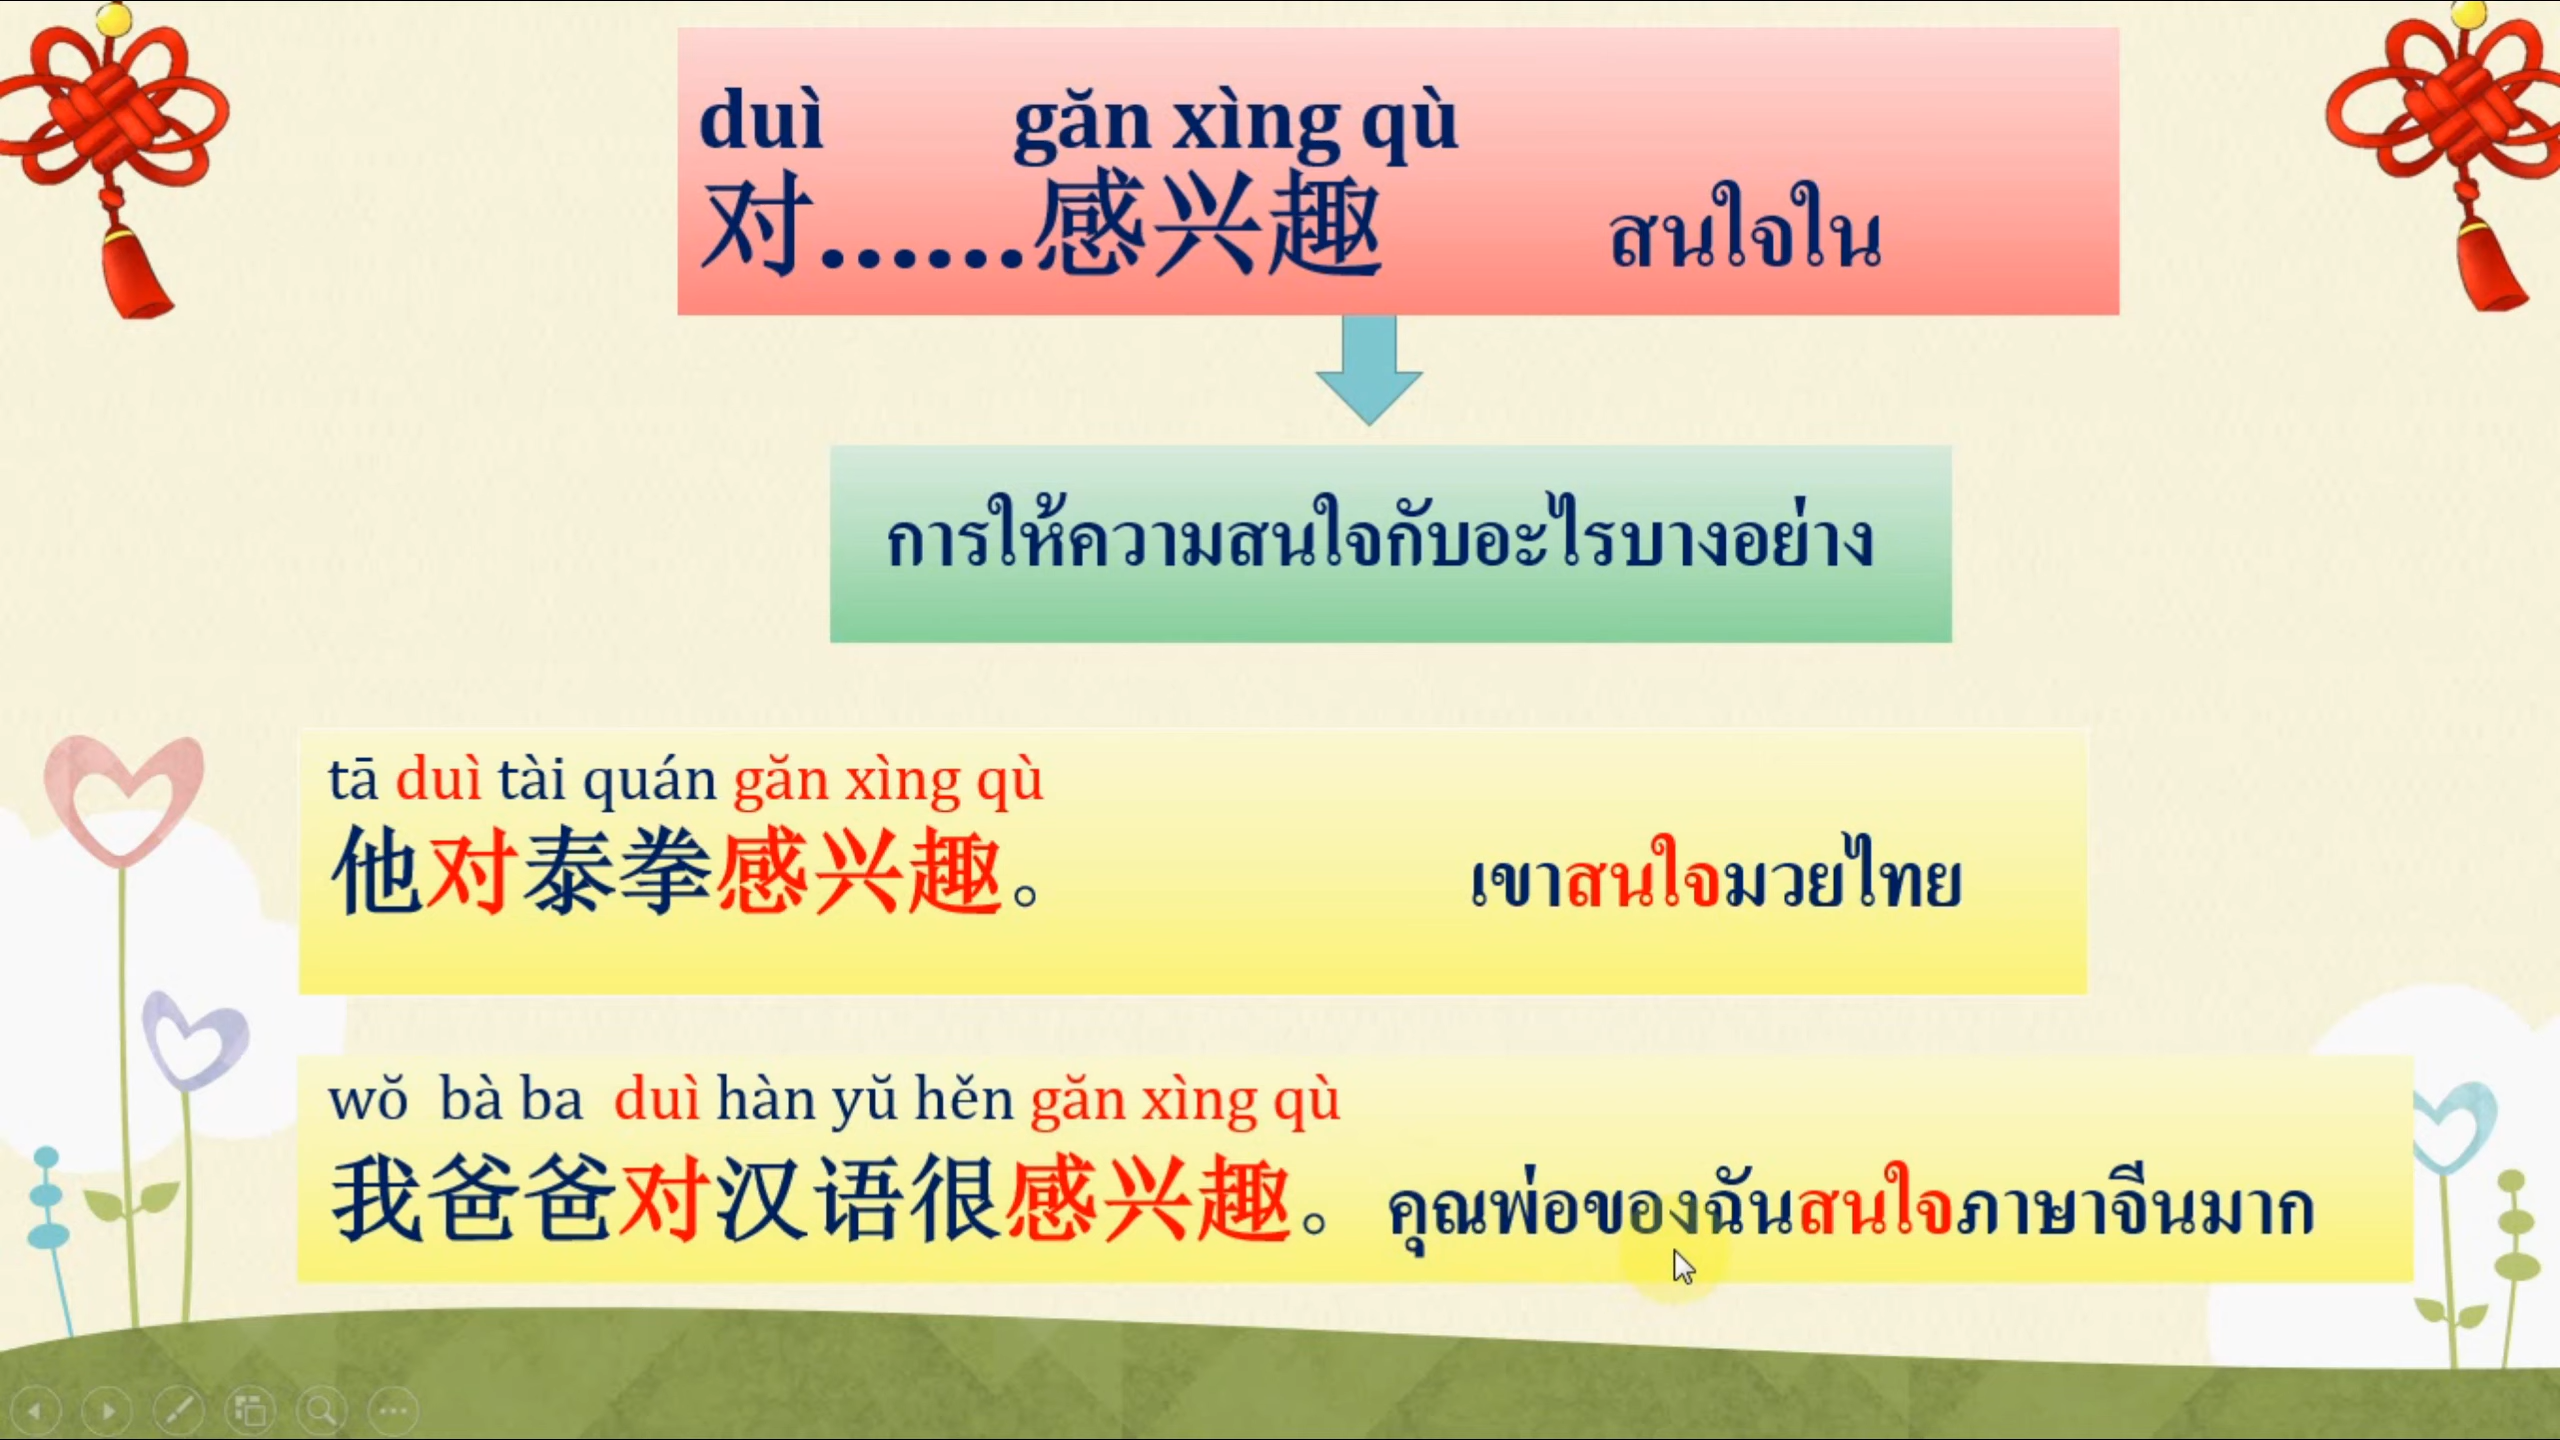 duì găn xìng qù
对......感兴趣 สนใจใน
การให้ความสนใจกับอะไรบางอย่าง
tā duì tài quán găn xìng qù
他对泰拳感兴趣。 เขาสนใจมวยไทย
wŏ bà ba duì hàn yŭ hěn găn xìng qù
我爸爸对汉语很感兴趣。 คุณพ่อของฉันสนใจภาษาจีนมาก